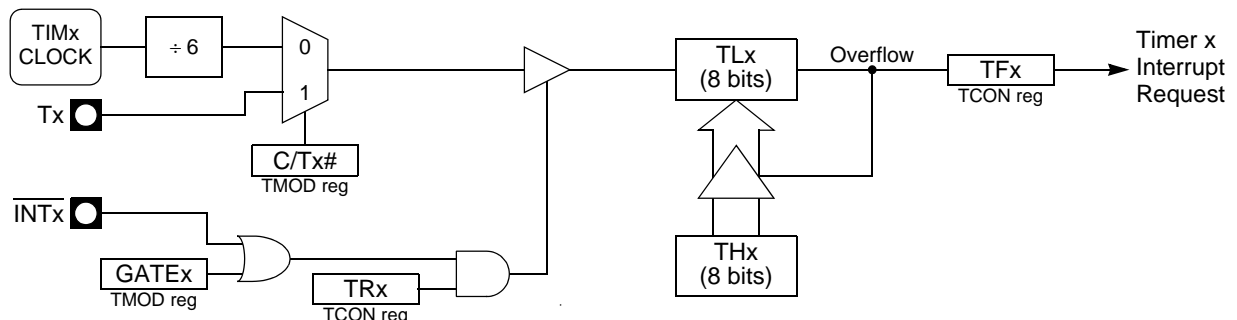 TIMx
CLOCK
÷ 6
0
1
Tx
C/Tx#
TMOD reg
INTx
GATEx
TMOD reg
TRx
TCON reg
TLx
(8 bits)
Overflow
TFx
TCON reg
Timer x
Interrupt
Request
THx
(8 bits)